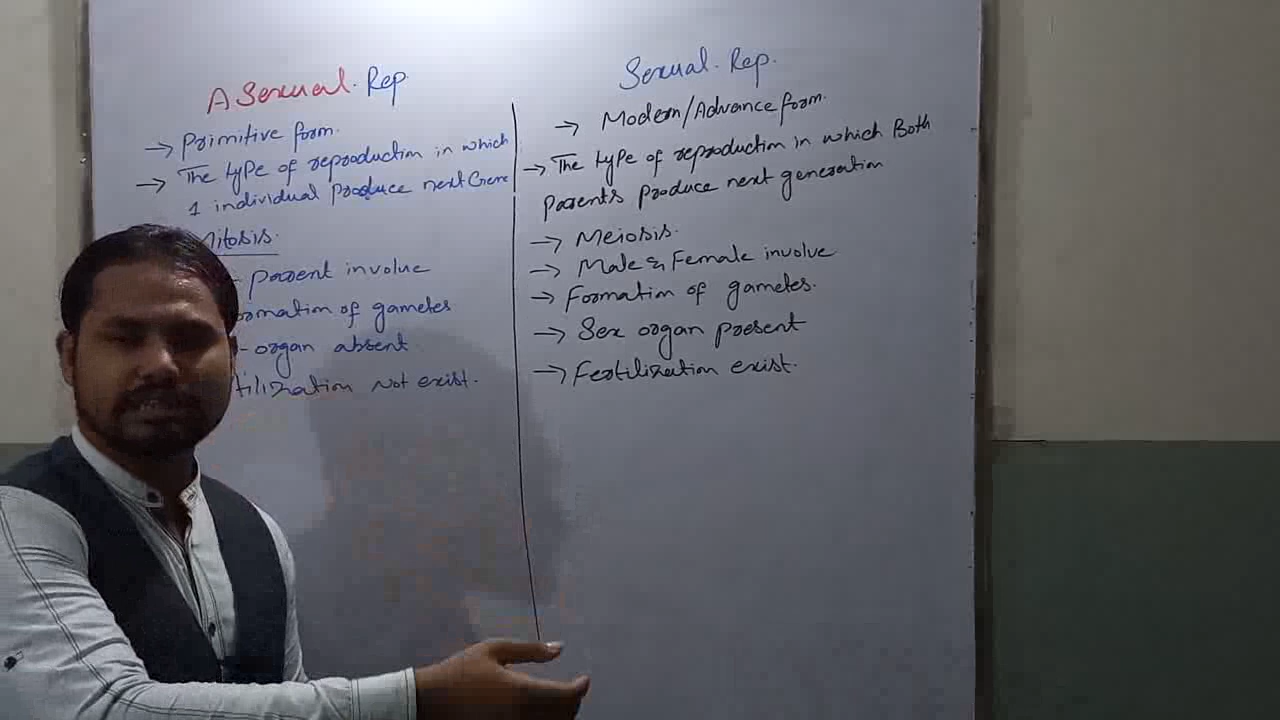 A Sexual. Rep.
→ Primitive form.
→ The type of reproduction in which
1 individual produce next Gene
Mitosis.
- parent involve
ormation of gametes
- organ absent.
tilization not exist.
Sexual. Rep.
→ Modern/Advance form.
→ The type of reproduction in which Both
parents produce next generation
→ Meiosis.
→ Male & Female involve
→ Formation of gametes.
→ Sex organ present
→ Fertilization exist.